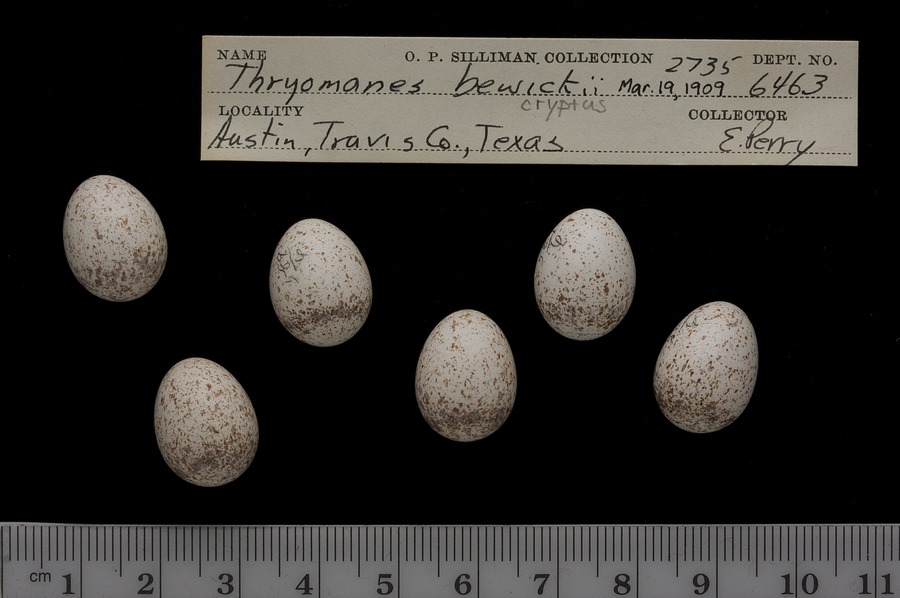 NAME O. P. SILLIMAN COLLECTION 2735 DEPT. NO.
Thryomanes bewickii Mar. 19, 1909 6463
cryptus
LOCALITY COLLECTOR
Austin, Travis Co., Texas E. Perry
cm 1 2 3 4 5 6 7 8 9 10 11